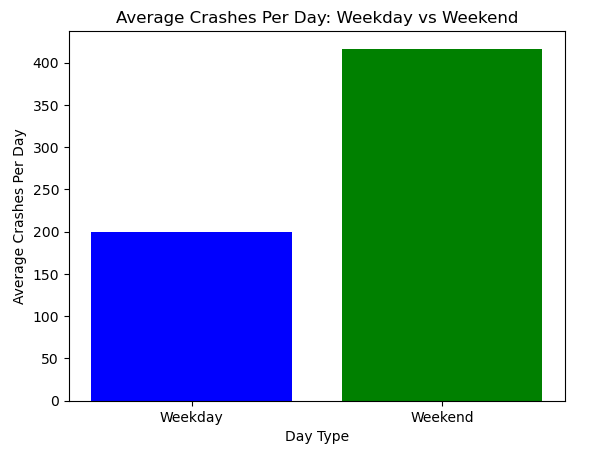 Average Crashes Per Day: Weekday vs Weekend
400
350
300
250
200
150
100
50
0
Average Crashes Per Day
Weekday
Weekend
Day Type